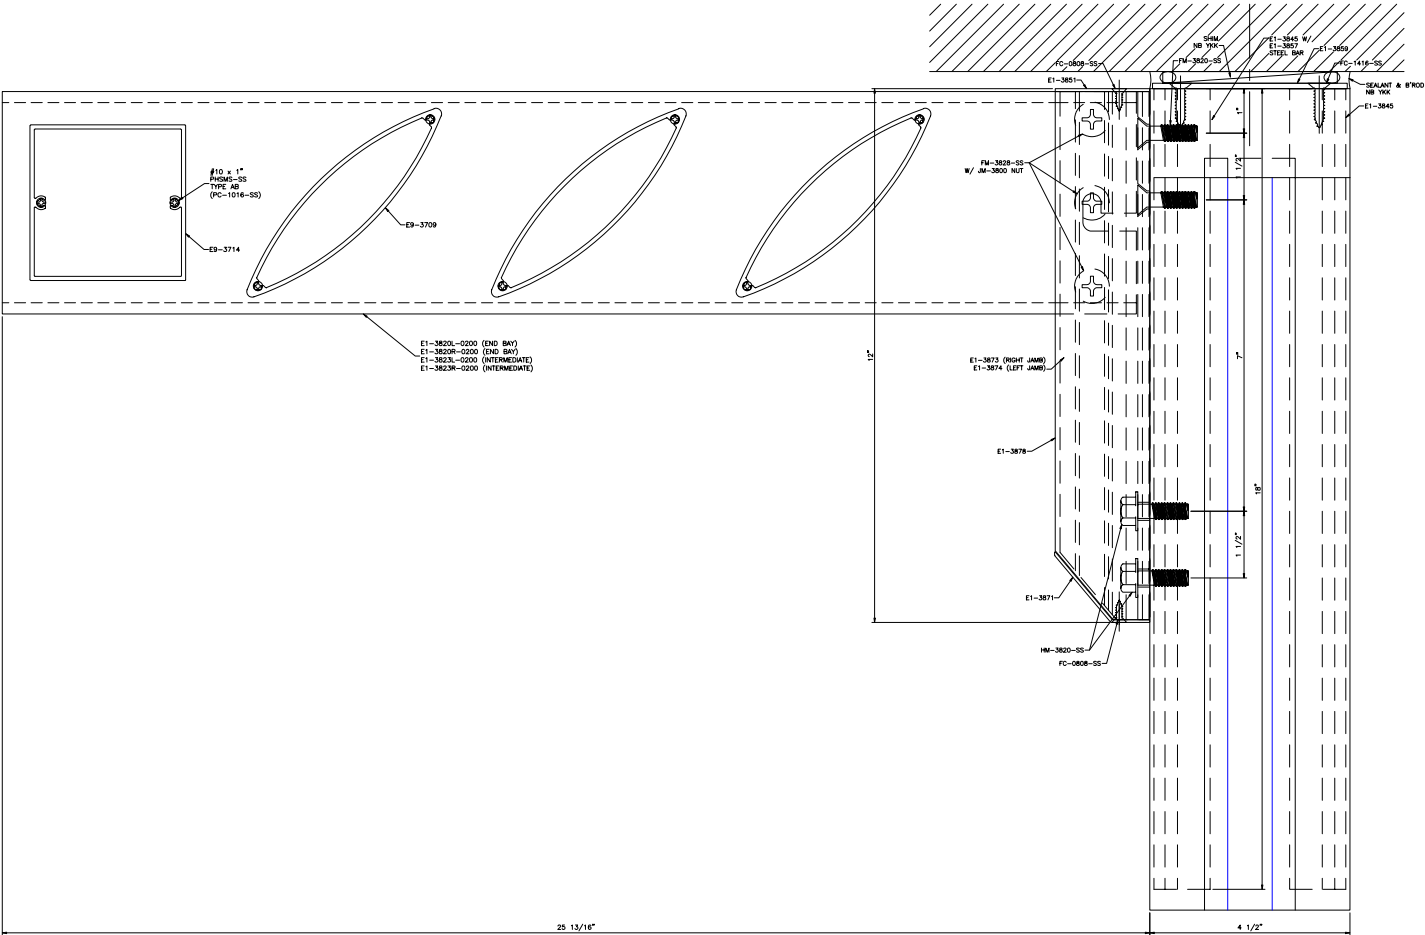 SHIM
NB YKK
E1-3845 W/
E1-3857
STEEL BAR
E1-3859
FM-3820-SS
FC-0808-SS
FC-1416-SS
E1-3851
SEALANT & B'ROD
NB YKK
E1-3845
1"
1/2"
#10 x 1"
PHSMS-SS
TYPE AB
(PC-1016-SS)
FM-3828-SS
W/ JM-3800 NUT
E9-3709
E9-3714
E1-3820L-0200 (END BAY)
E1-3820R-0200 (END BAY)
E1-3823L-0200 (INTERMEDIATE)
E1-3823R-0200 (INTERMEDIATE)
12"
7"
E1-3873 (RIGHT JAMB)
E1-3874 (LEFT JAMB)
E1-3878
18"
1 1/2"
E1-3871
HM-3820-SS
FC-0808-SS
25 13/16"
4 1/2"